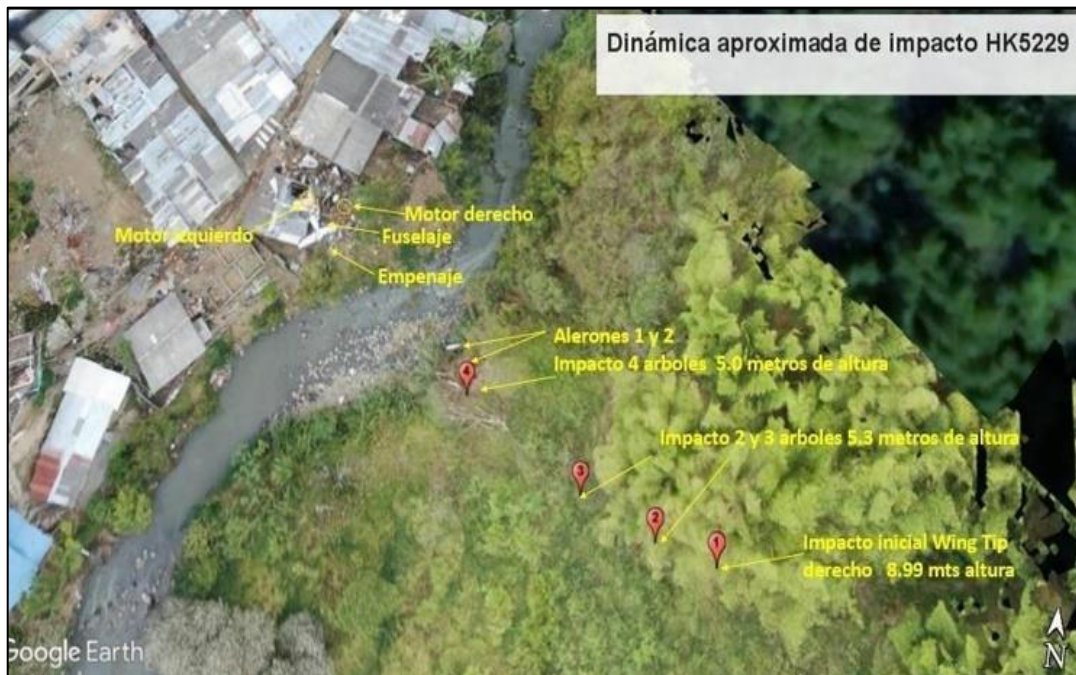 Dinámica aproximada de impacto HK5229
Motor derecho
Motor izquierdo
Fuselaje
Empenaje
Alerones 1 y 2
Impacto 4 arboles 5.0 metros de altura
4
Impacto 2 y 3 arboles 5.3 metros de altura
3
2
1
Impacto inicial Wing Tip
derecho 8.99 mts altura
Google Earth
N